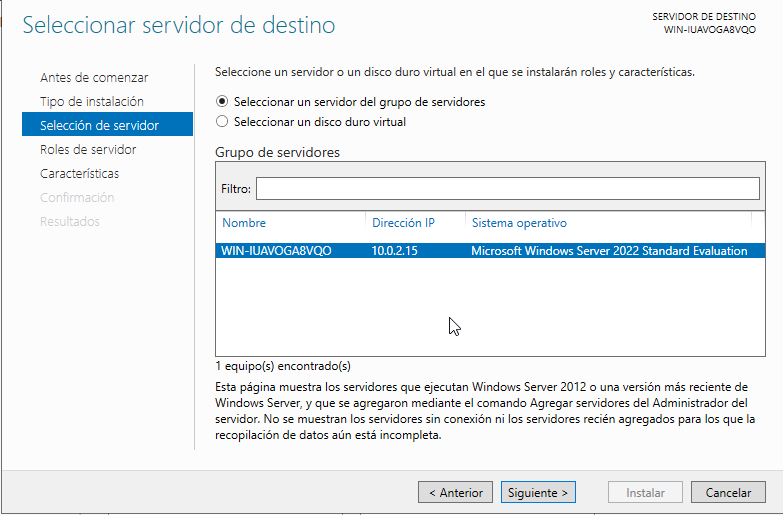 Seleccionar servidor de destino
SERVIDOR DE DESTINO
WIN-IUAVOGA8VQO
Antes de comenzar
Tipo de instalación
Selección de servidor
Roles de servidor
Características
Confirmación
Resultados
Seleccione un servidor o un disco duro virtual en el que se instalarán roles y características.
Seleccionar un servidor del grupo de servidores
Seleccionar un disco duro virtual
Grupo de servidores
Filtro:
Nombre Dirección IP Sistema operativo
WIN-IUAVOGA8VQO 10.0.2.15 Microsoft Windows Server 2022 Standard Evaluation
1 equipo(s) encontrado(s)
Esta página muestra los servidores que ejecutan Windows Server 2012 o una versión más reciente de
Windows Server, y que se agregaron mediante el comando Agregar servidores del Administrador del
servidor. No se muestran los servidores sin conexión ni los servidores recién agregados para los que la
recopilación de datos aún está incompleta.
< Anterior Siguiente > Instalar Cancelar